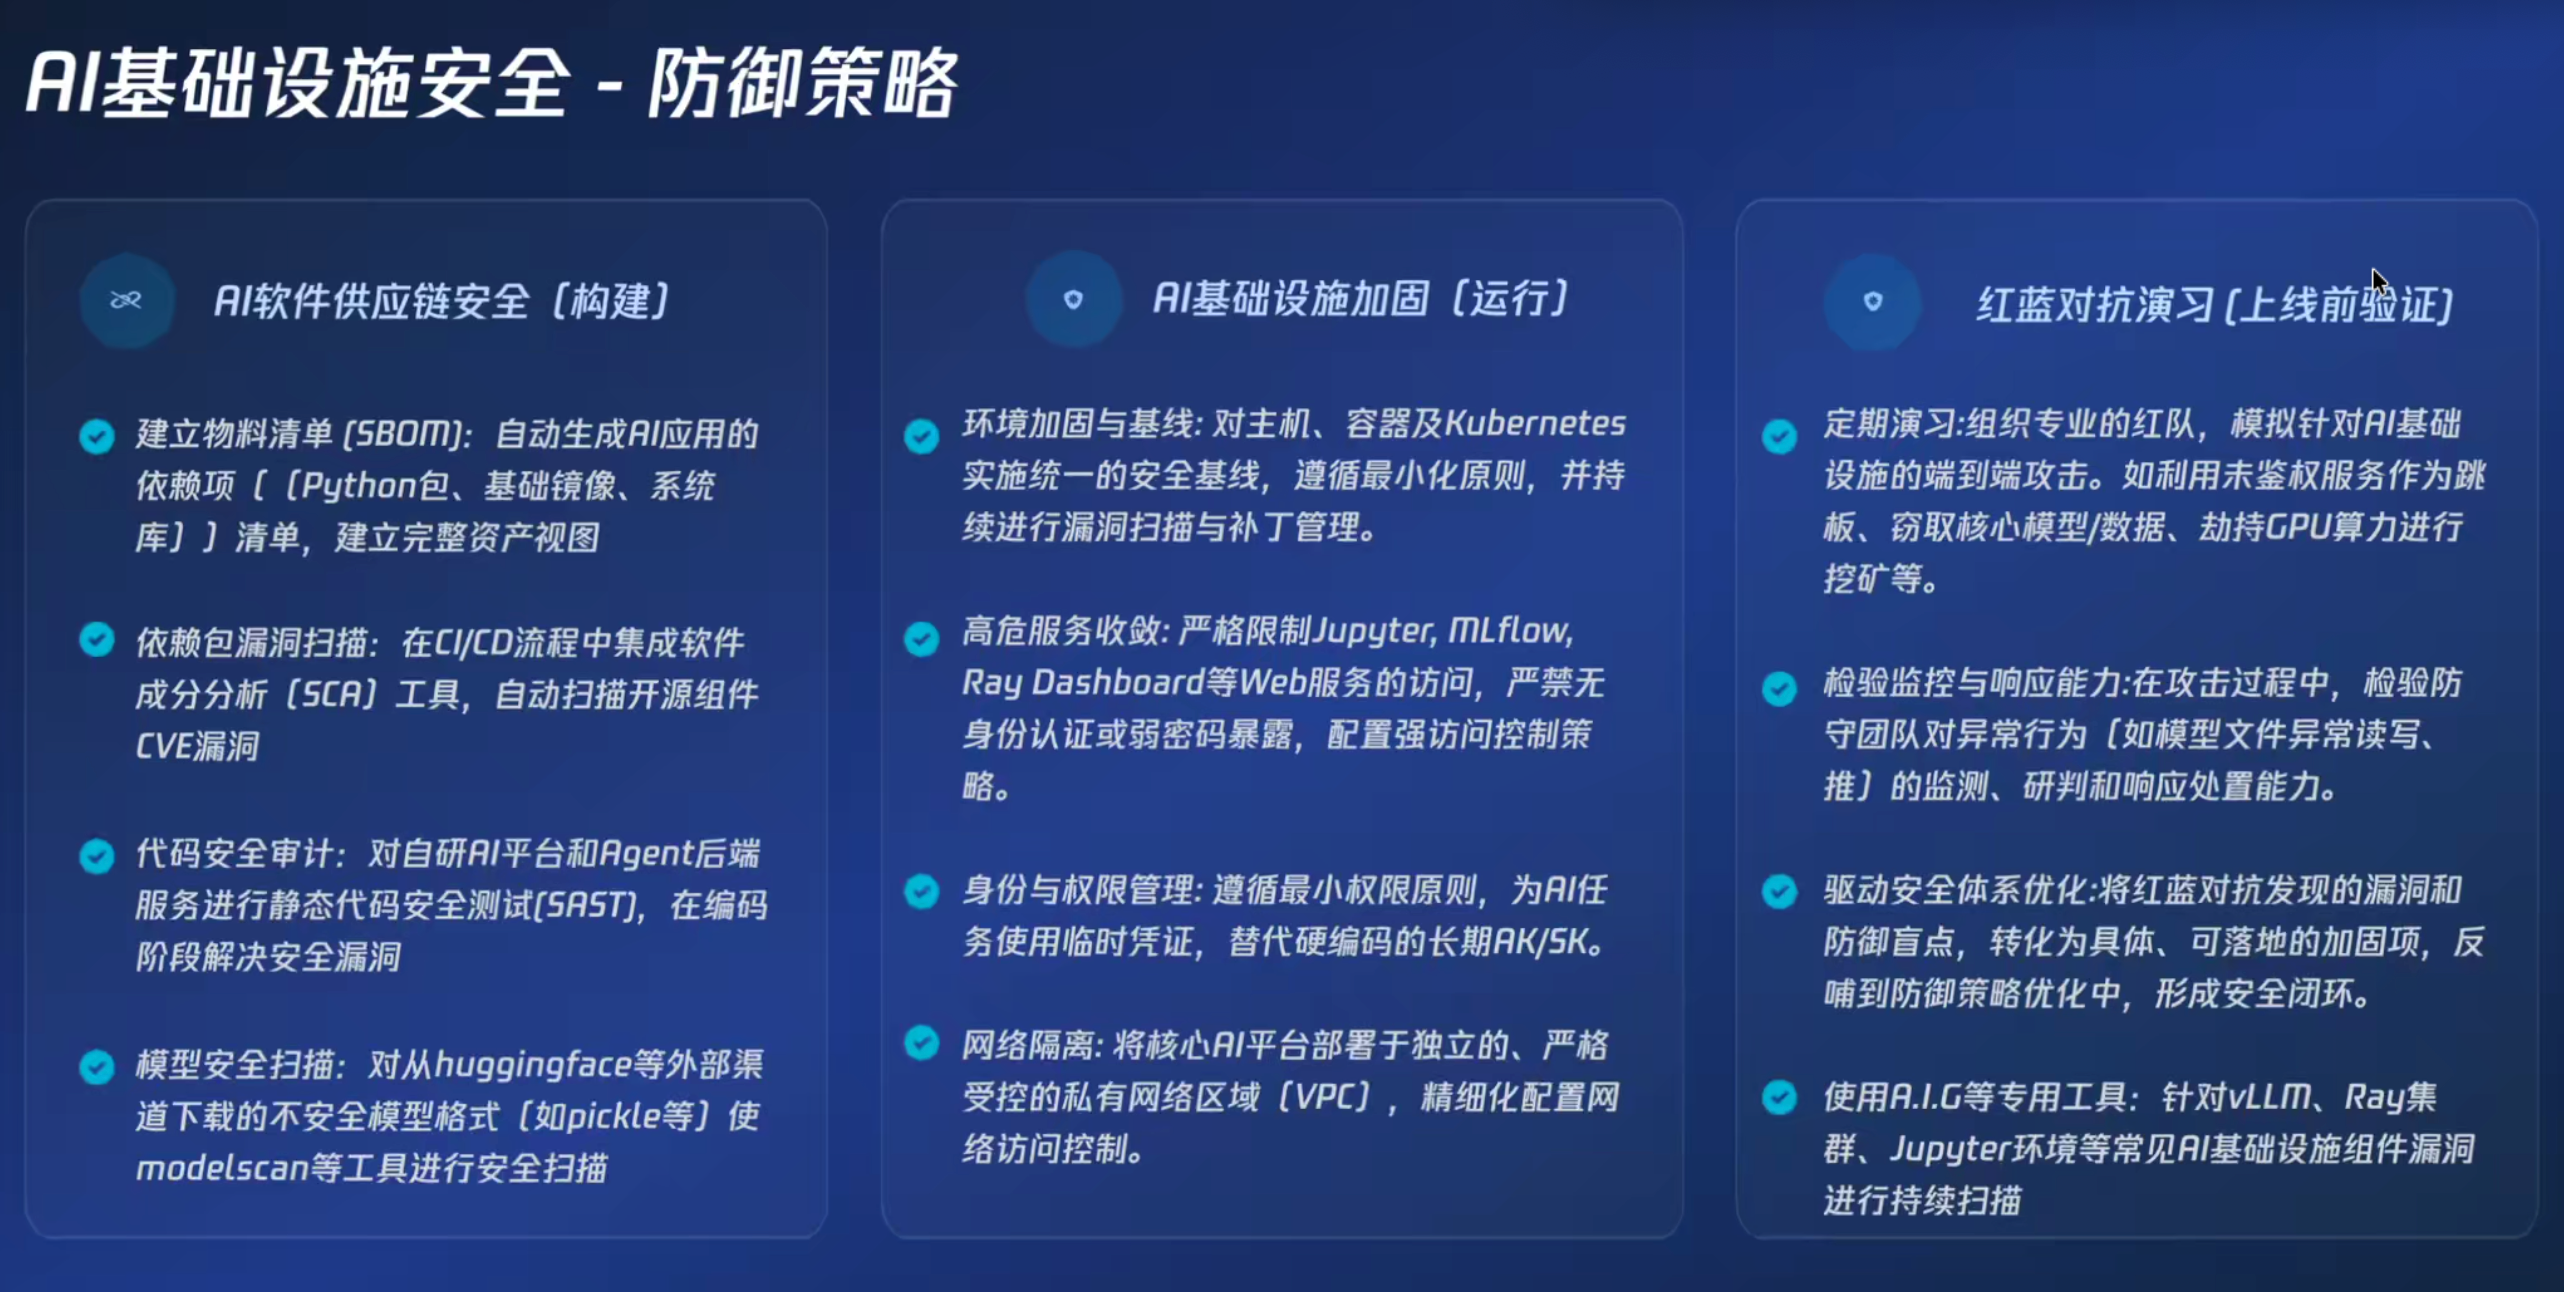 AI基础设施安全 - 防御策略
AI软件供应链安全（构建）
建立物料清单 (SBOM)：自动生成AI应用的
依赖项（（Python包、基础镜像、系统
库））清单，建立完整资产视图
依赖包漏洞扫描：在CI/CD流程中集成软件
成分分析（SCA）工具，自动扫描开源组件
CVE漏洞
代码安全审计：对自研AI平台和Agent后端
服务进行静态代码安全测试(SAST)，在编码
阶段解决安全漏洞
模型安全扫描：对从huggingface等外部渠
道下载的不安全模型格式（如pickle等）使
modelscan等工具进行安全扫描
AI基础设施加固（运行）
环境加固与基线: 对主机、容器及Kubernetes
实施统一的安全基线，遵循最小化原则，并持
续进行漏洞扫描与补丁管理。
高危服务收敛: 严格限制Jupyter, MLflow,
Ray Dashboard等Web服务的访问，严禁无
身份认证或弱密码暴露，配置强访问控制策
略。
身份与权限管理: 遵循最小权限原则，为AI任
务使用临时凭证，替代硬编码的长期AK/SK。
网络隔离: 将核心AI平台部署于独立的、严格
受控的私有网络区域（VPC），精细化配置网
络访问控制。
红蓝对抗演习 (上线前验证)
定期演习:组织专业的红队，模拟针对AI基础
设施的端到端攻击。如利用未鉴权服务作为跳
板、窃取核心模型/数据、劫持GPU算力进行
挖矿等。
检验监控与响应能力:在攻击过程中，检验防
守团队对异常行为（如模型文件异常读写、
推）的监测、研判和响应处置能力。
驱动安全体系优化:将红蓝对抗发现的漏洞和
防御盲点，转化为具体、可落地的加固项，反
哺到防御策略优化中，形成安全闭环。
使用A.I.G等专用工具：针对vLLM、Ray集
群、Jupyter环境等常见AI基础设施组件漏洞
进行持续扫描